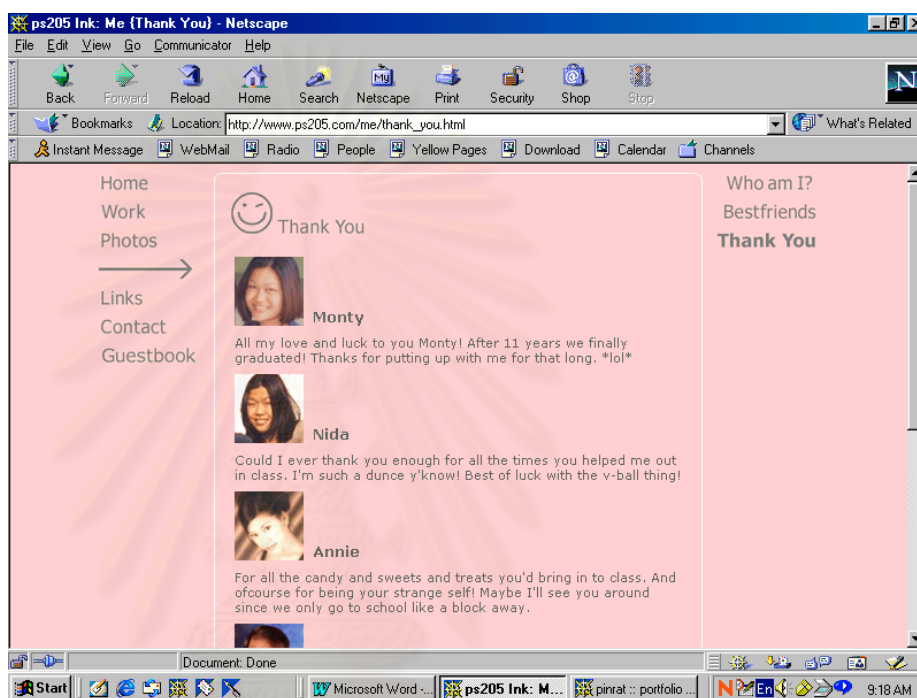 ps205 Ink: Me {Thank You} - Netscape
File Edit View Go Communicator Help
Back Forward Reload Home Search Netscape Print Security Shop Stop
Bookmarks Location: http://www.ps205.com/me/thank_you.html What's Related
Instant Message WebMail Radio People Yellow Pages Download Calendar Channels
Home
Work
Photos
Links
Contact
Guestbook
Thank You
Monty
All my love and luck to you Monty! After 11 years we finally
graduated! Thanks for putting up with me for that long. *lol*
Nida
Could I ever thank you enough for all the times you helped me out
in class. I'm such a dunce y'know! Best of luck with the v-ball thing!
Annie
For all the candy and sweets and treats you'd bring in to class. And
ofcourse for being your strange self! Maybe I'll see you around
since we only go to school like a block away.
Who am I?
Bestfriends
Thank You
Document: Done
Start Microsoft Word -... ps205 Ink: M... pinrat :: portfolio ... En 9:18 AM